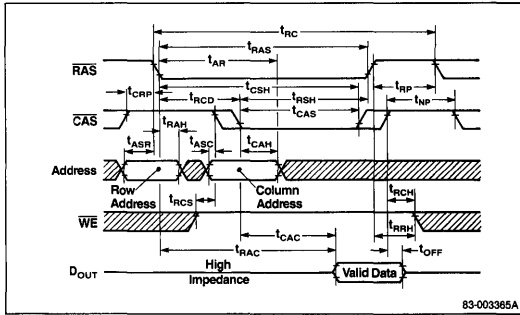 tRC
tRAS
tAR
RAS
tCSH
tRP
tCRP
tRCD
tRSH
tNP
CAS
tRAH
tCAS
tASR
tASC
tCAH
Address
Row Address
Column Address
tRCS
tRCH
WE
tCAC
tRRH
tRAC
tOFF
DOUT
High Impedance
Valid Data
83-003365A